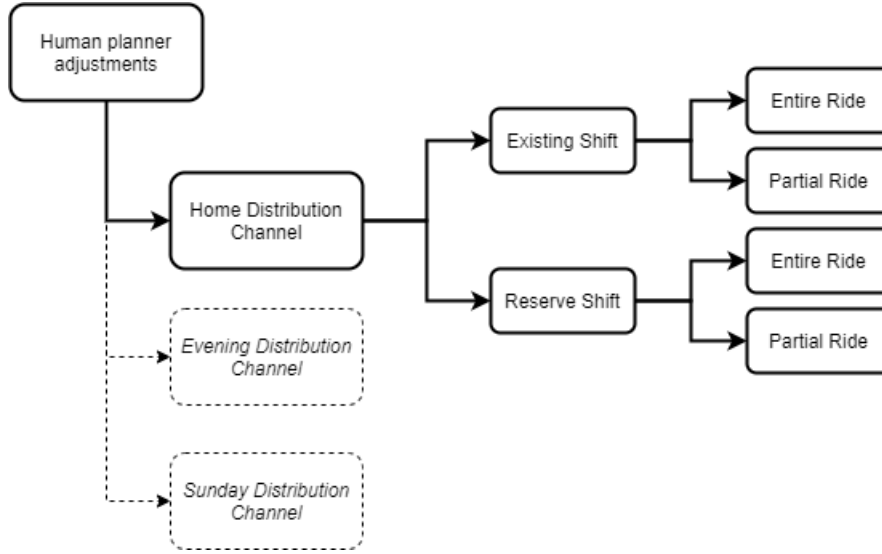 Human planner
adjustments
Entire Ride
Existing Shift
Partial Ride
Home Distribution
Channel
Entire Ride
Reserve Shift
Partial Ride
Evening Distribution
Channel
Sunday Distribution
Channel